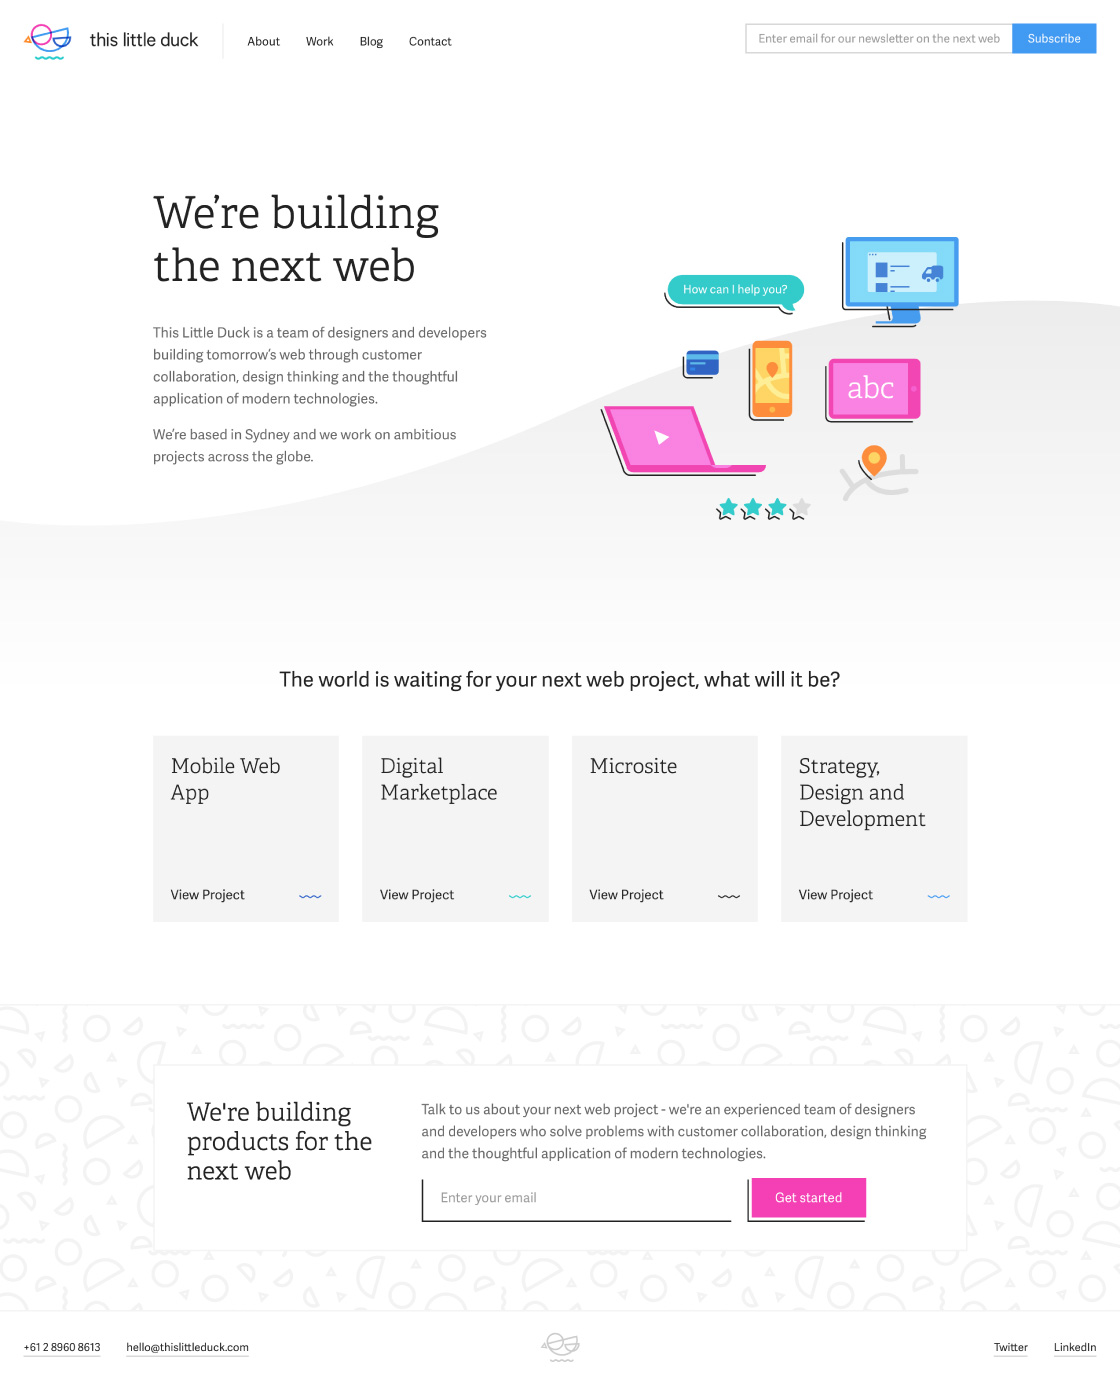 this little duck
About
Work
Blog
Contact
Enter email for our newsletter on the next web
Subscribe
We’re building
the next web
This Little Duck is a team of designers and developers
building tomorrow’s web through customer
collaboration, design thinking and the thoughtful
application of modern technologies.
We’re based in Sydney and we work on ambitious
projects across the globe.
How can I help you?
abc
The world is waiting for your next web project, what will it be?
Mobile Web
App
View Project
Digital
Marketplace
View Project
Microsite
View Project
Strategy,
Design and
Development
View Project
We're building
products for the
next web
Talk to us about your next web project - we're an experienced team of designers
and developers who solve problems with customer collaboration, design thinking
and the thoughtful application of modern technologies.
Enter your email
Get started
+61 2 8960 8613
hello@thislittleduck.com
Twitter
LinkedIn